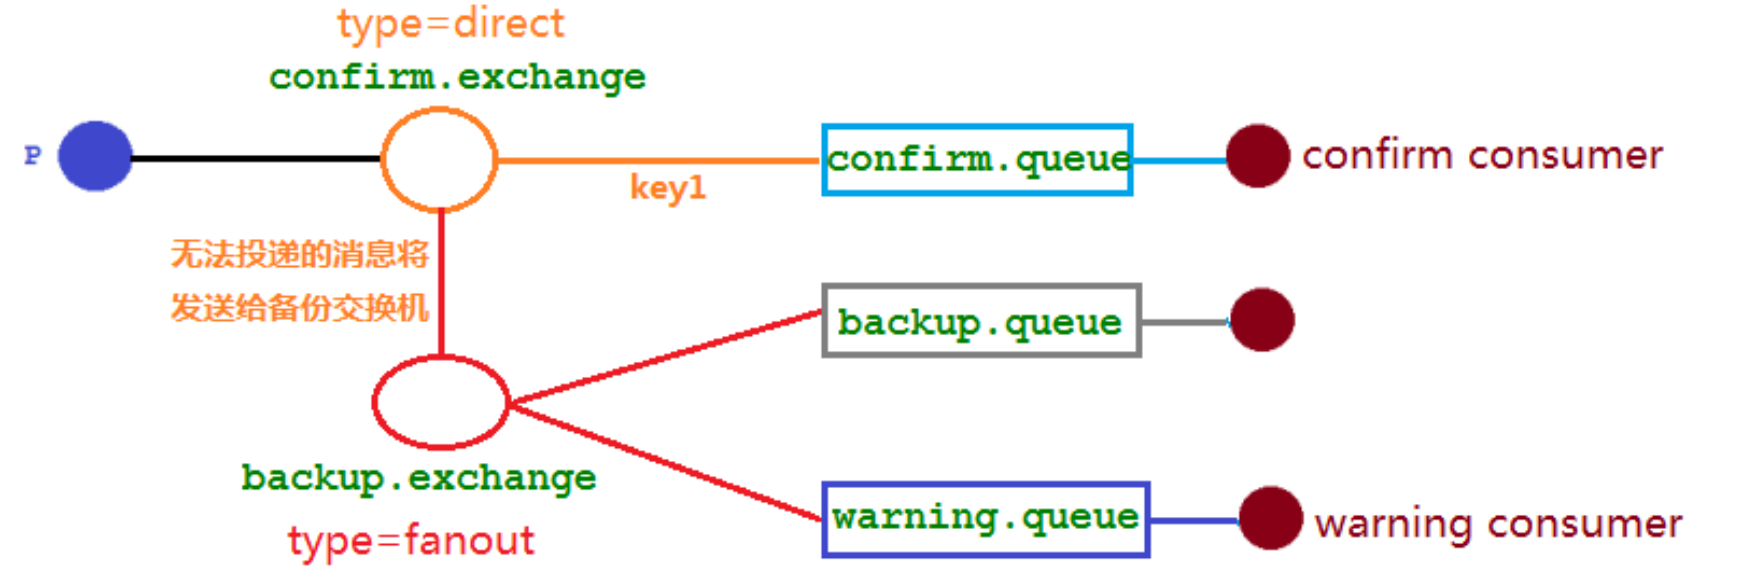 type=direct
confirm.exchange
P
confirm.queue
confirm consumer
key1
无法投递的消息将
发送给备份交换机
backup.queue
backup.exchange
type=fanout
warning.queue
warning consumer